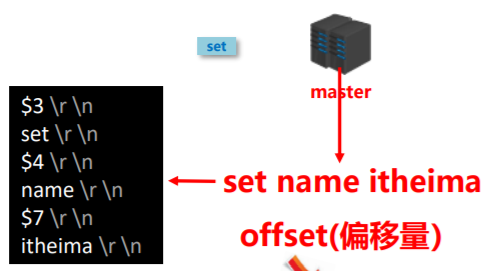 set
master
$3 \r \n
set \r \n
$4 \r \n
name \r \n
$7 \r \n
itheima \r \n
set name itheima
offset(偏移量)